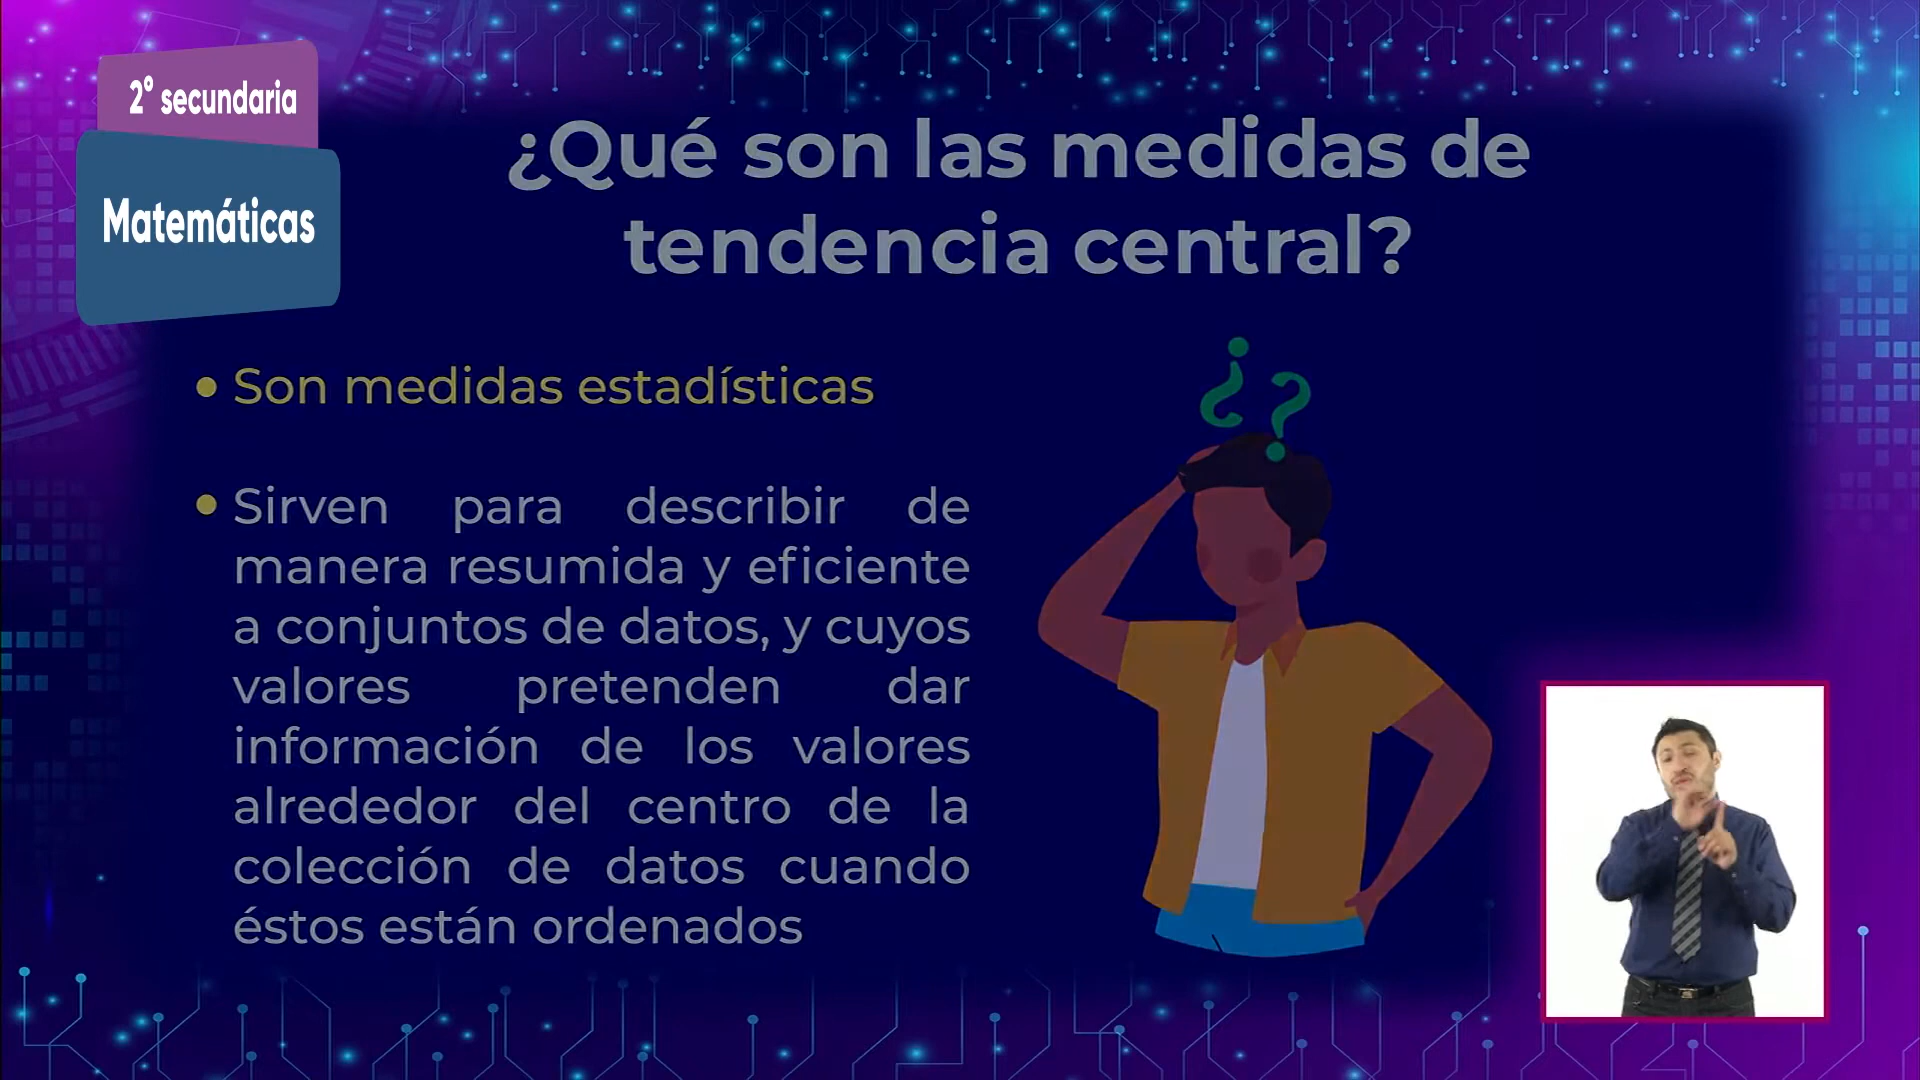 2° secundaria
Matemáticas
¿Qué son las medidas de
tendencia central?
• Son medidas estadísticas
• Sirven para describir de
manera resumida y eficiente
a conjuntos de datos, y cuyos
valores pretenden dar
información de los valores
alrededor del centro de la
colección de datos cuando
éstos están ordenados
¿?